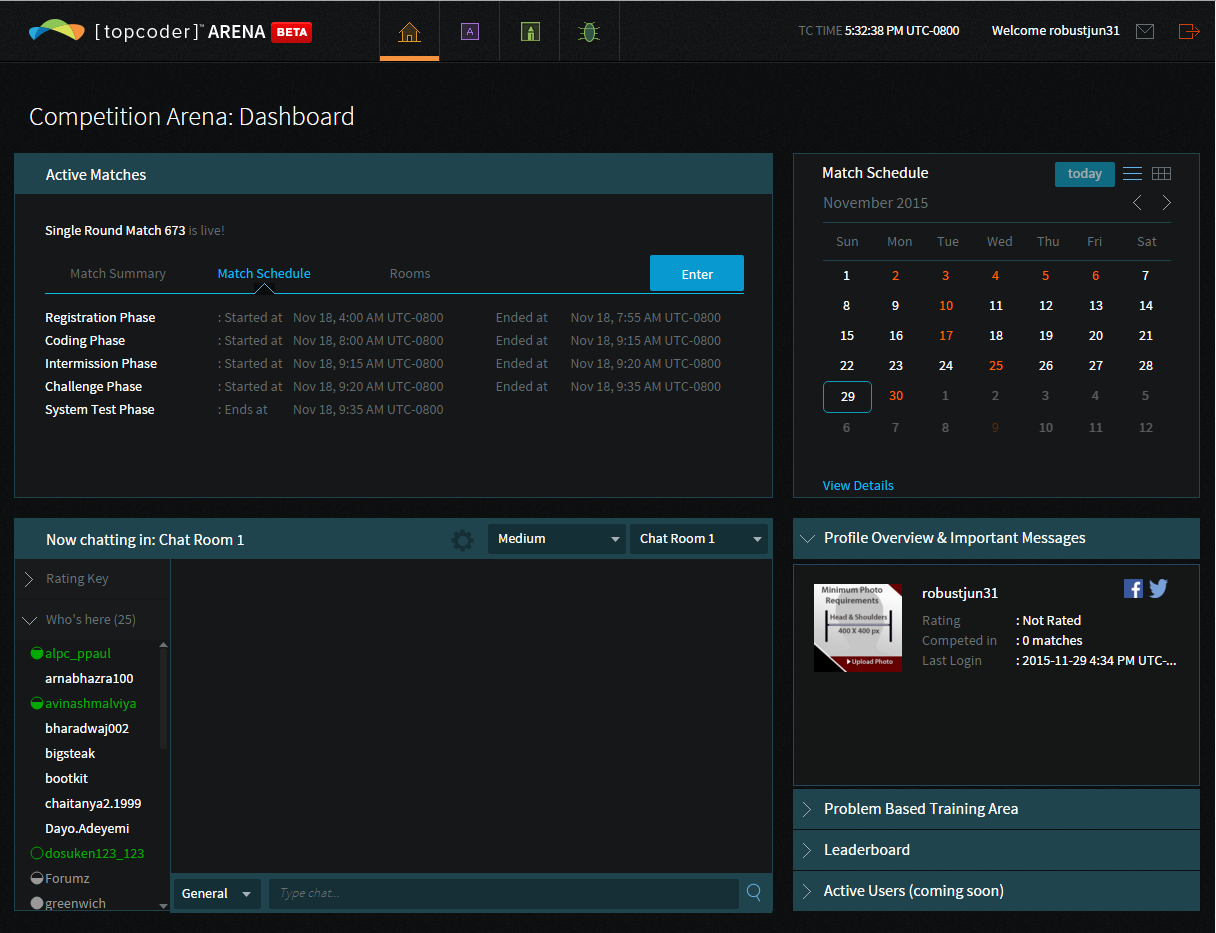 [topcoder]™ ARENA BETA
A
TC TIME 5:32:38 PM UTC-0800
Welcome robustjun31
Competition Arena: Dashboard
Active Matches
Single Round Match 673 is live!
Match Summary Match Schedule Rooms Enter
Registration Phase : Started at Nov 18, 4:00 AM UTC-0800 Ended at Nov 18, 7:55 AM UTC-0800
Coding Phase : Started at Nov 18, 8:00 AM UTC-0800 Ended at Nov 18, 9:15 AM UTC-0800
Intermission Phase : Started at Nov 18, 9:15 AM UTC-0800 Ended at Nov 18, 9:20 AM UTC-0800
Challenge Phase : Started at Nov 18, 9:20 AM UTC-0800 Ended at Nov 18, 9:35 AM UTC-0800
System Test Phase : Ends at Nov 18, 9:35 AM UTC-0800
Match Schedule today
November 2015
Sun Mon Tue Wed Thu Fri Sat
1 2 3 4 5 6 7
8 9 10 11 12 13 14
15 16 17 18 19 20 21
22 23 24 25 26 27 28
29 30 1 2 3 4 5
6 7 8 9 10 11 12
View Details
Now chatting in: Chat Room 1 Medium Chat Room 1
Rating Key
Who's here (25)
alpc_ppaul
arnabhazra100
avinashmalviya
bharadwaj002
bigsteak
bootkit
chaitanya2.1999
Dayo.Adeyemi
dosuken123_123
Forumz
greenwich
General Type chat...
Profile Overview & Important Messages
Minimum Photo
Requirements
Head & Shoulders
400 X 400 px
Upload Photo
robustjun31
Rating : Not Rated
Competed in : 0 matches
Last Login : 2015-11-29 4:34 PM UTC-...
Problem Based Training Area
Leaderboard
Active Users (coming soon)